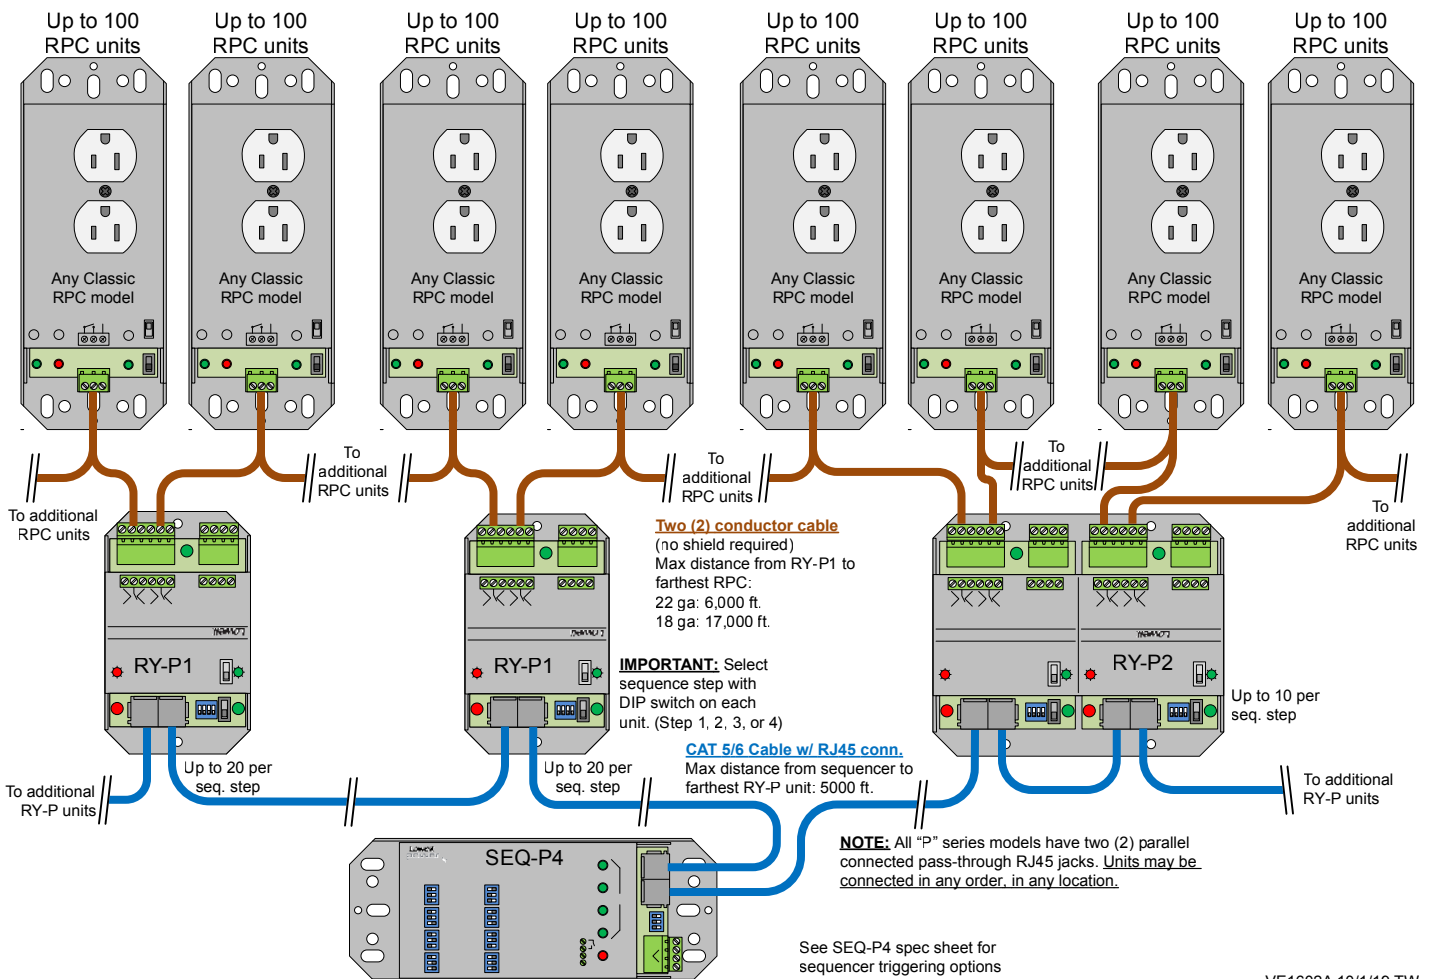 Up to 100
RPC units
Up to 100
RPC units
Up to 100
RPC units
Up to 100
RPC units
Up to 100
RPC units
Up to 100
RPC units
Up to 100
RPC units
Up to 100
RPC units
Any Classic
RPC model
Any Classic
RPC model
Any Classic
RPC model
Any Classic
RPC model
Any Classic
RPC model
Any Classic
RPC model
Any Classic
RPC model
Any Classic
RPC model
To additional
RPC units
To
additional
RPC units
To
additional
RPC units
To
additional
RPC units
To
additional
RPC units
Two (2) conductor cable
(no shield required)
Max distance from RY-P1 to
farthest RPC:
22 ga: 6,000 ft.
18 ga: 17,000 ft.
LOWELL
RY-P1
LOWELL
RY-P1
LOWELL
RY-P2
IMPORTANT: Select
sequence step with
DIP switch on each
unit. (Step 1, 2, 3, or 4)
Up to 10 per
seq. step
CAT 5/6 Cable w/ RJ45 conn.
Max distance from sequencer to
farthest RY-P unit: 5000 ft.
Up to 20 per
seq. step
Up to 20 per
seq. step
To additional
RY-P units
To additional
RY-P units
NOTE: All “P” series models have two (2) parallel
connected pass-through RJ45 jacks. Units may be
connected in any order, in any location.
SEQ-P4
See SEQ-P4 spec sheet for
sequencer triggering options